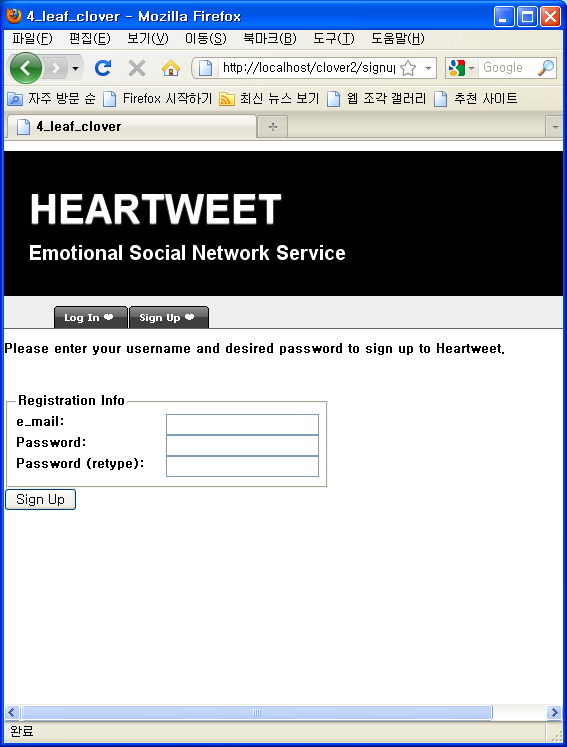 4_leaf_clover - Mozilla Firefox
파일(F) 편집(E) 보기(V) 이동(S) 북마크(B) 도구(T) 도움말(H)
http://localhost/clover2/signup Google
자주 방문 순 Firefox 시작하기 최신 뉴스 보기 웹 조각 갤러리 추천 사이트
4_leaf_clover
HEARTWEET
Emotional Social Network Service
Log In ❤ Sign Up ❤
Please enter your username and desired password to sign up to Heartweet.
Registration Info
e_mail:
Password:
Password (retype):
Sign Up
완료